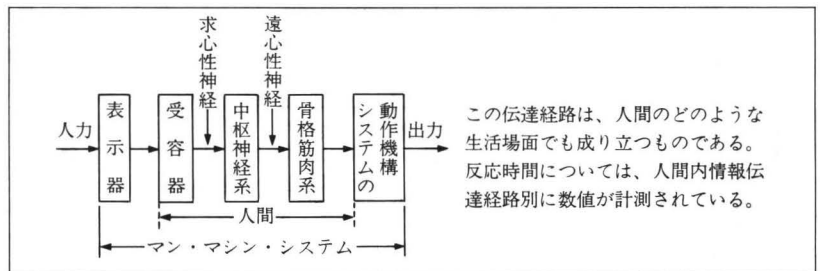 求心性神経
遠心性神経
人力
表示器
受容器
中枢神経系
骨格筋肉系
システムの動作機構
出力
人間
マン・マシン・システム
この伝達経路は、人間のどのような
生活場面でも成り立つものである。
反応時間については、人間内情報伝
達経路別に数値が計測されている。